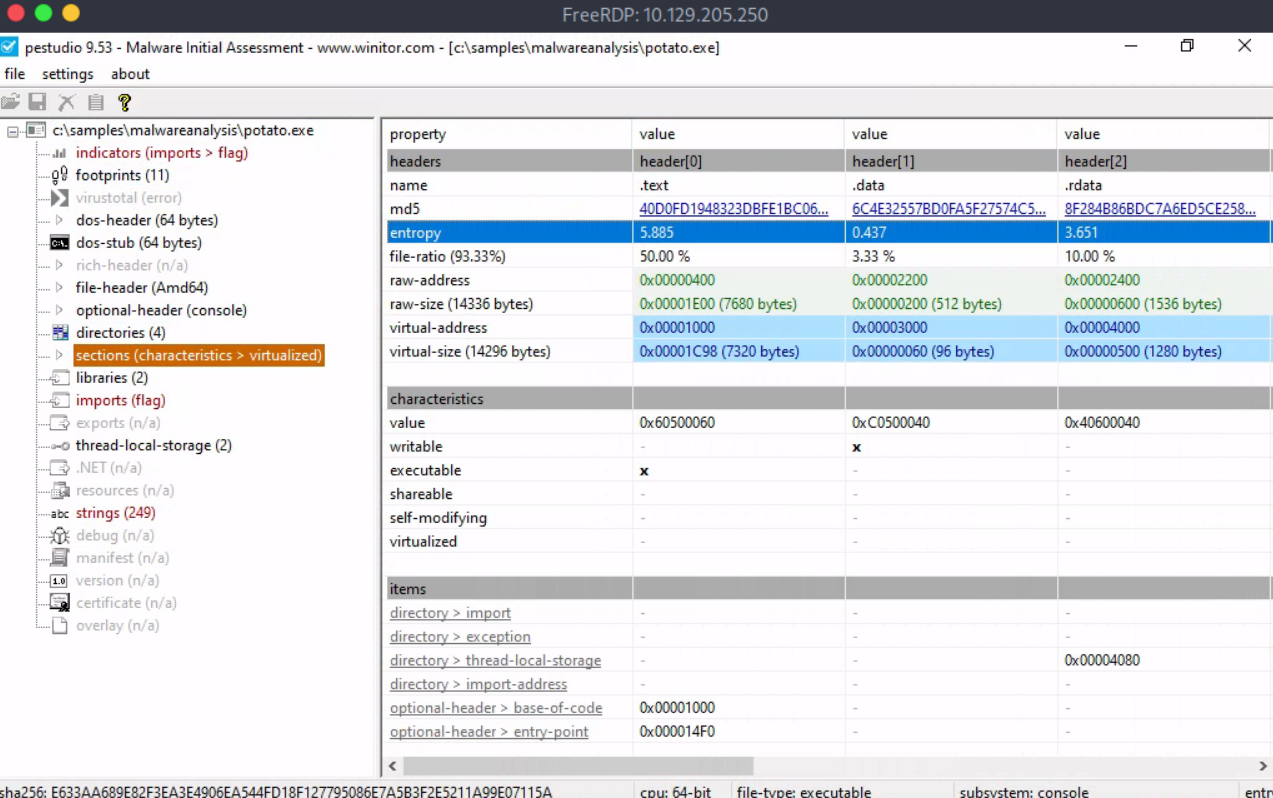 FreeRDP: 10.129.205.250
pestudio 9.53 - Malware Initial Assessment - www.winitor.com - [c:\samples\malwareanalysis\potato.exe]
file settings about
c:\samples\malwareanalysis\potato.exe
indicators (imports > flag)
footprints (11)
virustotal (error)
dos-header (64 bytes)
dos-stub (64 bytes)
rich-header (n/a)
file-header (Amd64)
optional-header (console)
directories (4)
sections (characteristics > virtualized)
libraries (2)
imports (flag)
exports (n/a)
thread-local-storage (2)
.NET (n/a)
resources (n/a)
abc strings (249)
debug (n/a)
manifest (n/a)
1.0 version (n/a)
certificate (n/a)
overlay (n/a)
property value value value
headers header[0] header[1] header[2]
name .text .data .rdata
md5 40D0FD1948323DBFE1BC06... 6C4E32557BD0FA5F27574C5... 8F284B86BDC7A6ED5CE258...
entropy 5.885 0.437 3.651
file-ratio (93.33%) 50.00 % 3.33 % 10.00 %
raw-address 0x00000400 0x00002200 0x00002400
raw-size (14336 bytes) 0x00001E00 (7680 bytes) 0x00000200 (512 bytes) 0x00000600 (1536 bytes)
virtual-address 0x00001000 0x00003000 0x00004000
virtual-size (14296 bytes) 0x00001C98 (7320 bytes) 0x00000060 (96 bytes) 0x00000500 (1280 bytes)
characteristics
value 0x60500060 0xC0500040 0x40600040
writable - x -
executable x - -
shareable - - -
self-modifying - - -
virtualized - - -
items
directory > import - - -
directory > exception - - -
directory > thread-local-storage - - 0x00004080
directory > import-address - - -
optional-header > base-of-code 0x00001000 - -
optional-header > entry-point 0x000014F0 - -
sha256: E633AA689E82F3EA3E4906EA544FD18F127795086E7A5B3F2E5211A99E07115A cpu: 64-bit file-type: executable subsystem: console entr